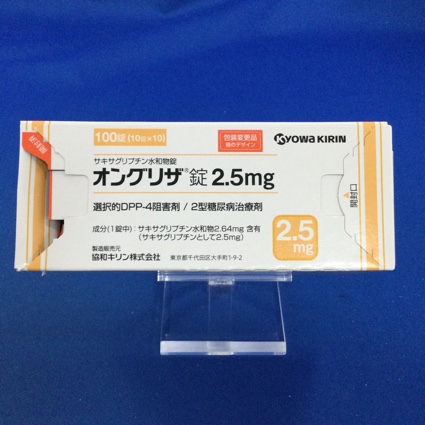 100錠 (10錠×10)
包装変更品
箱のデザイン
KYOWA KIRIN
サキサグリプチン水和物錠
オングリザ®錠2.5mg
選択的DPP-4阻害剤 / 2型糖尿病治療剤
成分(1錠中):サキサグリプチン水和物2.64mg 含有
(サキサグリプチンとして2.5mg)
製造販売元
協和キリン株式会社 東京都千代田区大手町1-9-2
2.5
mg
開封口